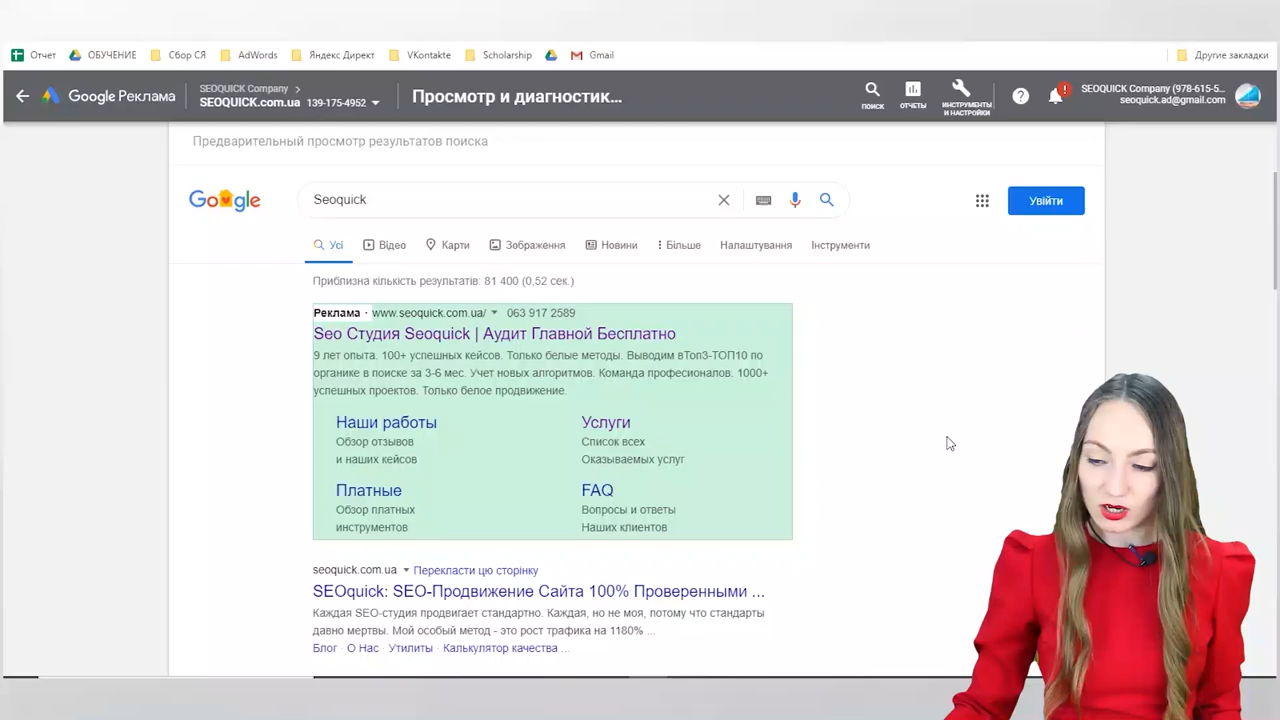 Отчет ОБУЧЕНИЕ Сбор СЯ AdWords Яндекс Директ VKontakte Scholarship Gmail Другие закладки
Google Реклама
SEOQUICK Company
SEOQUICK.com.ua 139-175-4952
Просмотр и диагностик...
ПОИСК
ОТЧЕТЫ
ИНСТРУМЕНТЫ
И НАСТРОЙКИ
SEOQUICK Company (978-615-5...
seoquick.ad@gmail.com
Предварительный просмотр результатов поиска
Google
Seoquick
Увійти
Усі Відео Карти Зображення Новини Більше Налаштування Інструменти
Приблизна кількість результатів: 81 400 (0,52 сек.)
Реклама · www.seoquick.com.ua/ 063 917 2589
Seo Студия Seoquick | Аудит Главной Бесплатно
9 лет опыта. 100+ успешных кейсов. Только белые методы. Выводим вТоп3-ТОП10 по
органике в поиске за 3-6 мес. Учет новых алгоритмов. Команда професионалов. 1000+
успешных проектов. Только белое продвижение.
Наши работы
Обзор отзывов
и наших кейсов
Услуги
Список всех
Оказываемых услуг
Платные
Обзор платных
инструментов
FAQ
Вопросы и ответы
Наших клиентов
seoquick.com.ua Перекласти цю сторінку
SEOquick: SEO-Продвижение Сайта 100% Проверенными ...
Каждая SEO-студия продвигает стандартно. Каждая, но не моя, потому что стандарты
давно мертвы. Мой особый метод - это рост трафика на 1180% ...
Блог · О Нас · Утилиты · Калькулятор качества ...